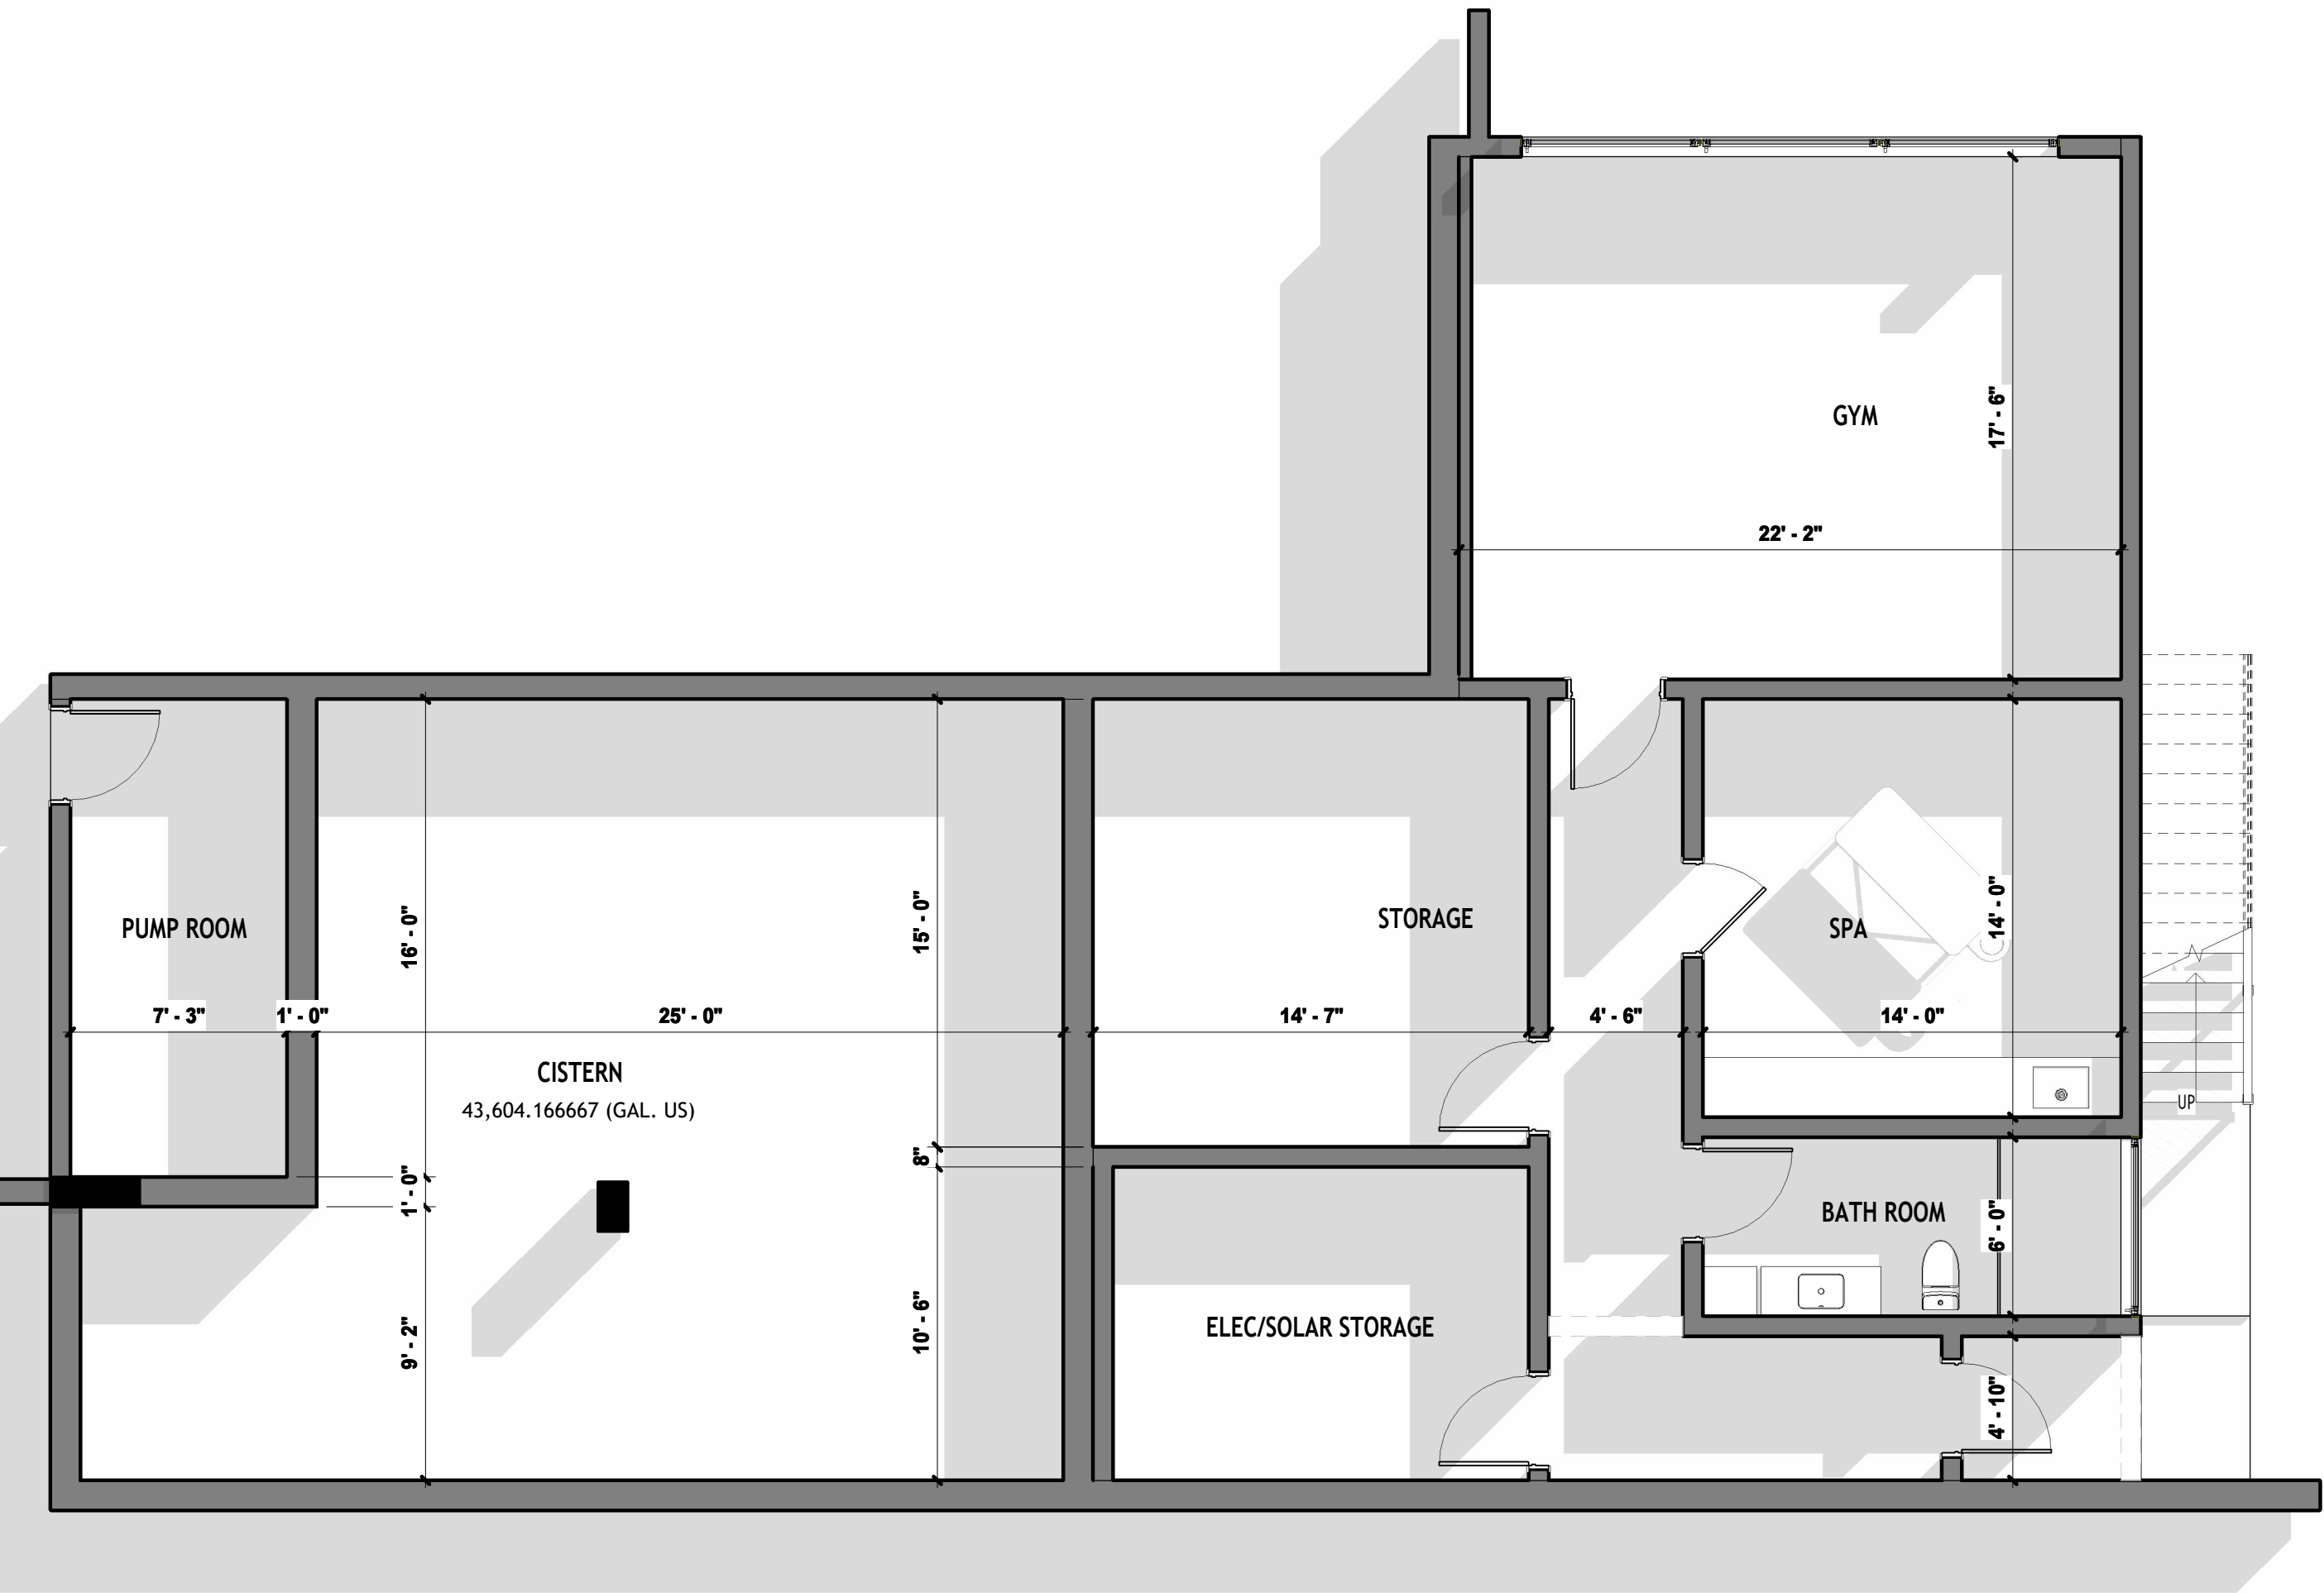 GYM
17' - 6"
22' - 2"
PUMP ROOM
16' - 0"
15' - 0"
STORAGE
SPA
14' - 0"
7' - 3"
1' - 0"
25' - 0"
14' - 7"
4' - 6"
14' - 0"
CISTERN
43,604.166667 (GAL. US)
UP
8"
1' - 0"
BATH ROOM
6' - 0"
9' - 2"
10' - 6"
ELEC/SOLAR STORAGE
4' - 10"